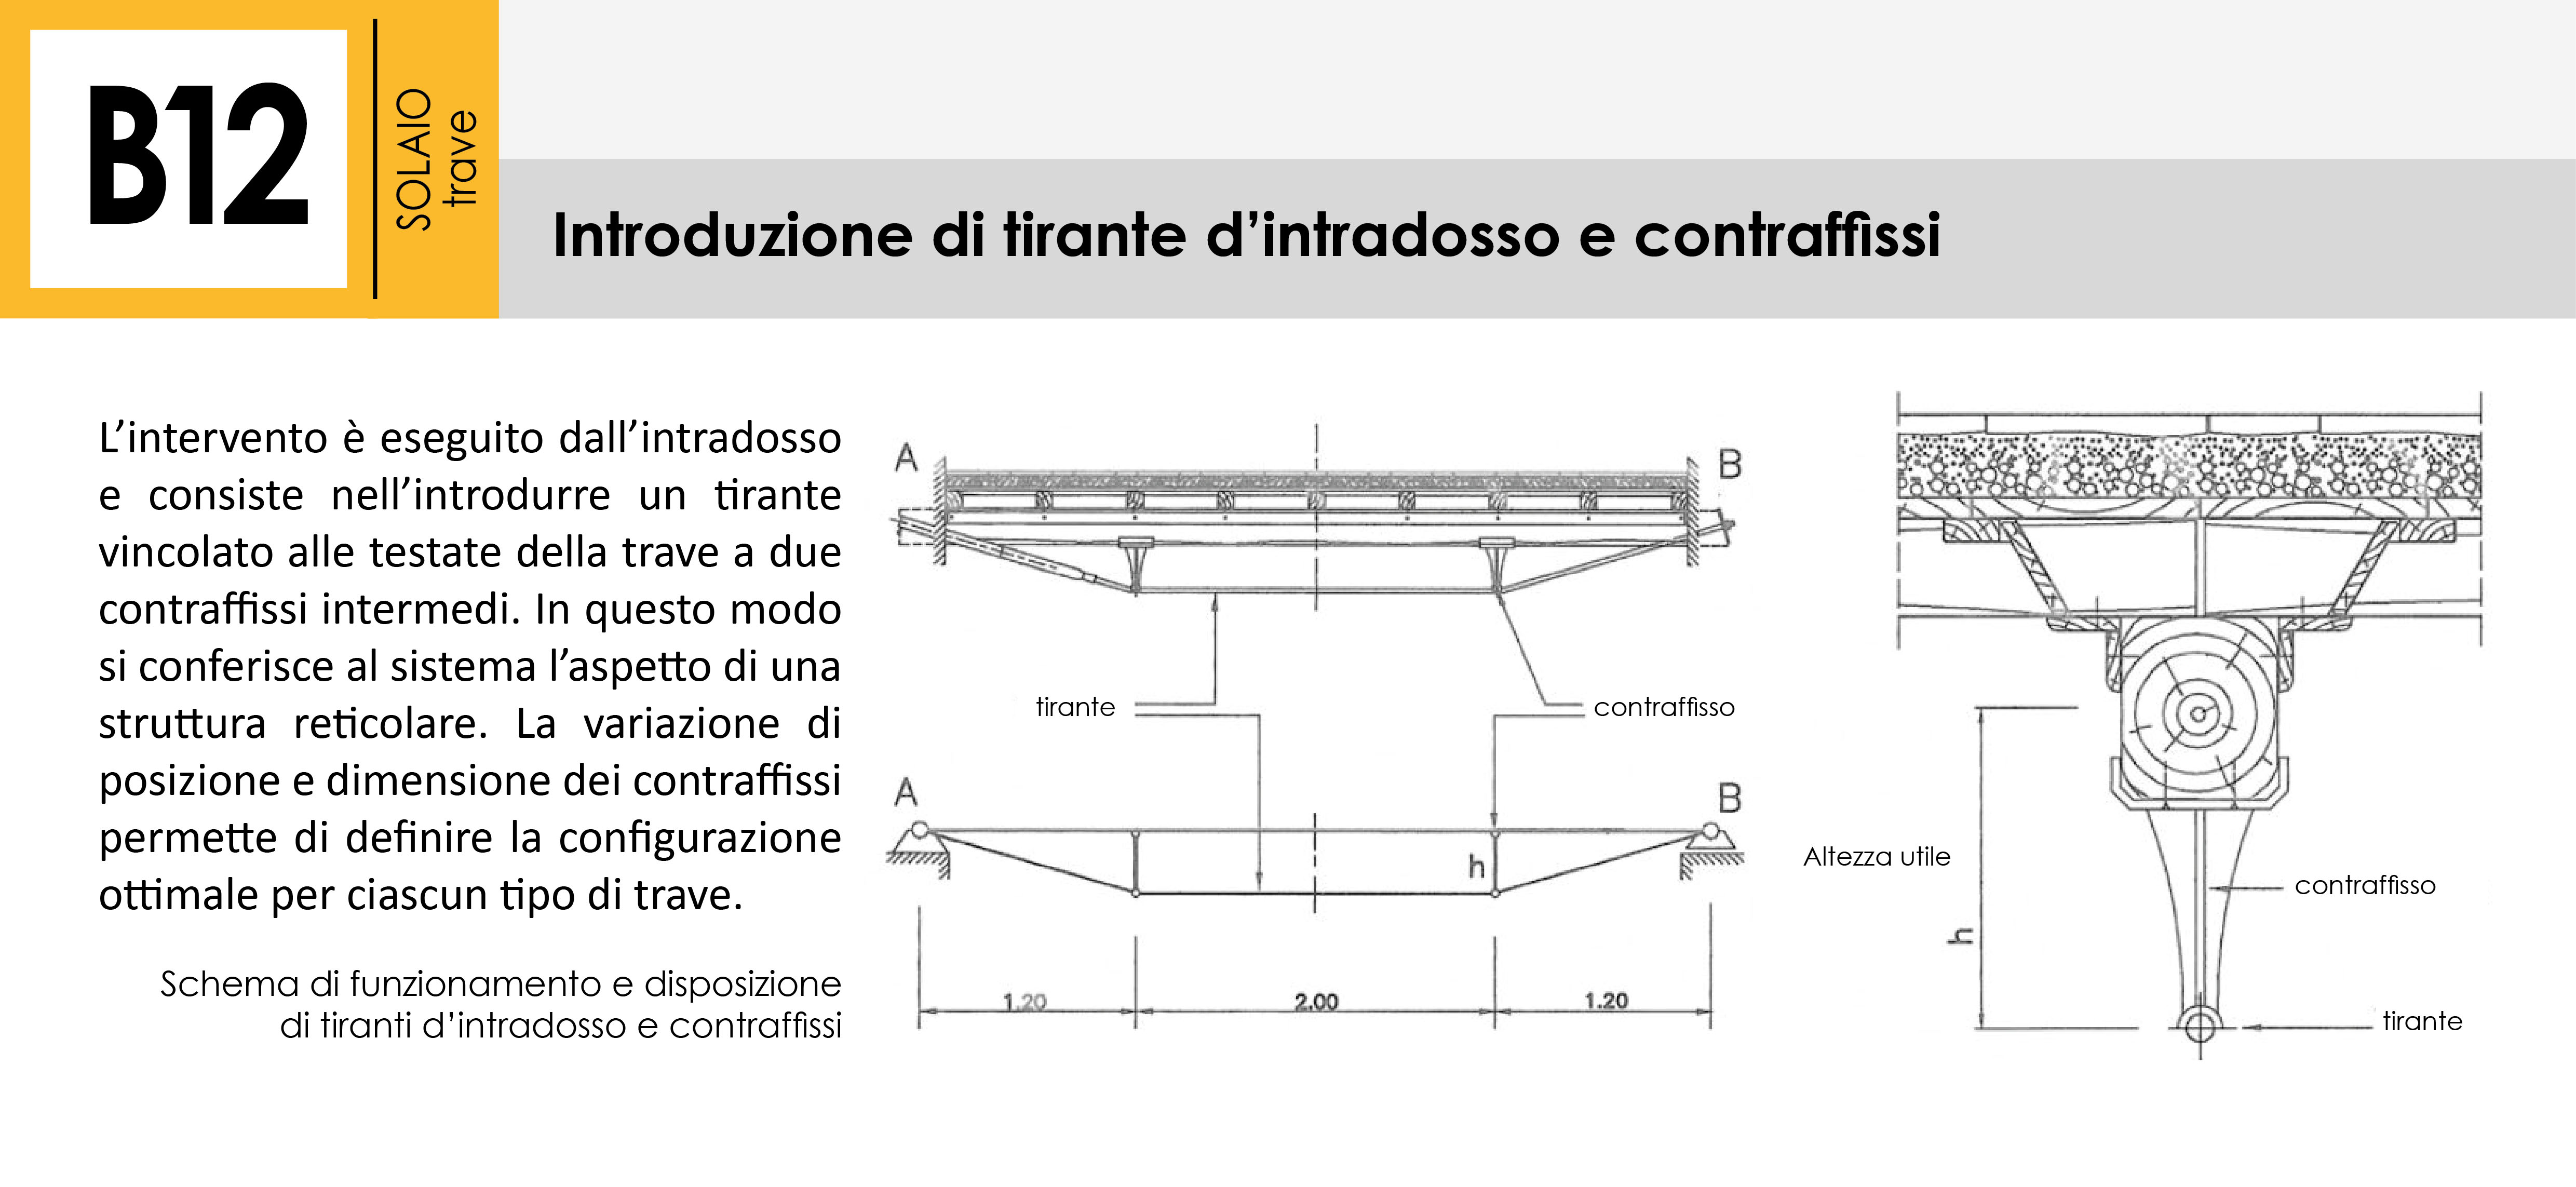 B12
SOLAIO
trave
Introduzione di tirante d’intradosso e contraffissi
L’intervento è eseguito dall’intradosso
e consiste nell’introdurre un tirante
vincolato alle testate della trave a due
contraffissi intermedi. In questo modo
si conferisce al sistema l’aspetto di una
struttura reticolare. La variazione di
posizione e dimensione dei contraffissi
permette di definire la configurazione
ottimale per ciascun tipo di trave.
Schema di funzionamento e disposizione
di tiranti d’intradosso e contraffissi
A
B
tirante
contraffisso
A
B
h
1.20
2.00
1.20
Altezza utile
h
contraffisso
tirante